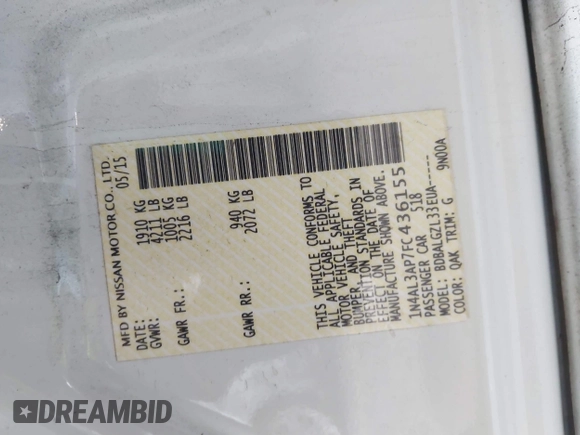 MFD BY NISSAN MOTOR CO., LTD.
DATE: 05/15
GVWR: 1910 KG
4211 LB
GAWR FR.: 1005 KG
2216 LB
GAWR RR.: 940 KG
2072 LB
THIS VEHICLE CONFORMS TO
ALL APPLICABLE FEDERAL
MOTOR VEHICLE SAFETY,
BUMPER, AND THEFT
PREVENTION STANDARDS IN
EFFECT ON THE DATE OF
MANUFACTURE SHOWN ABOVE.
1N4AL3AP7FC436155
PASSENGER CAR 518
MODEL: BDBALGZL33EUA-----
COLOR: QAK TRIM: G 9N00A
DREAMBID